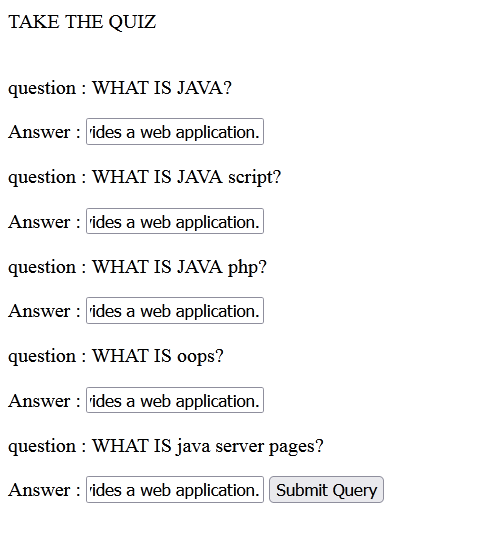 TAKE THE QUIZ
question : WHAT IS JAVA?
Answer : vides a web application.
question : WHAT IS JAVA script?
Answer : vides a web application.
question : WHAT IS JAVA php?
Answer : vides a web application.
question : WHAT IS oops?
Answer : vides a web application.
question : WHAT IS java server pages?
Answer : vides a web application. Submit Query